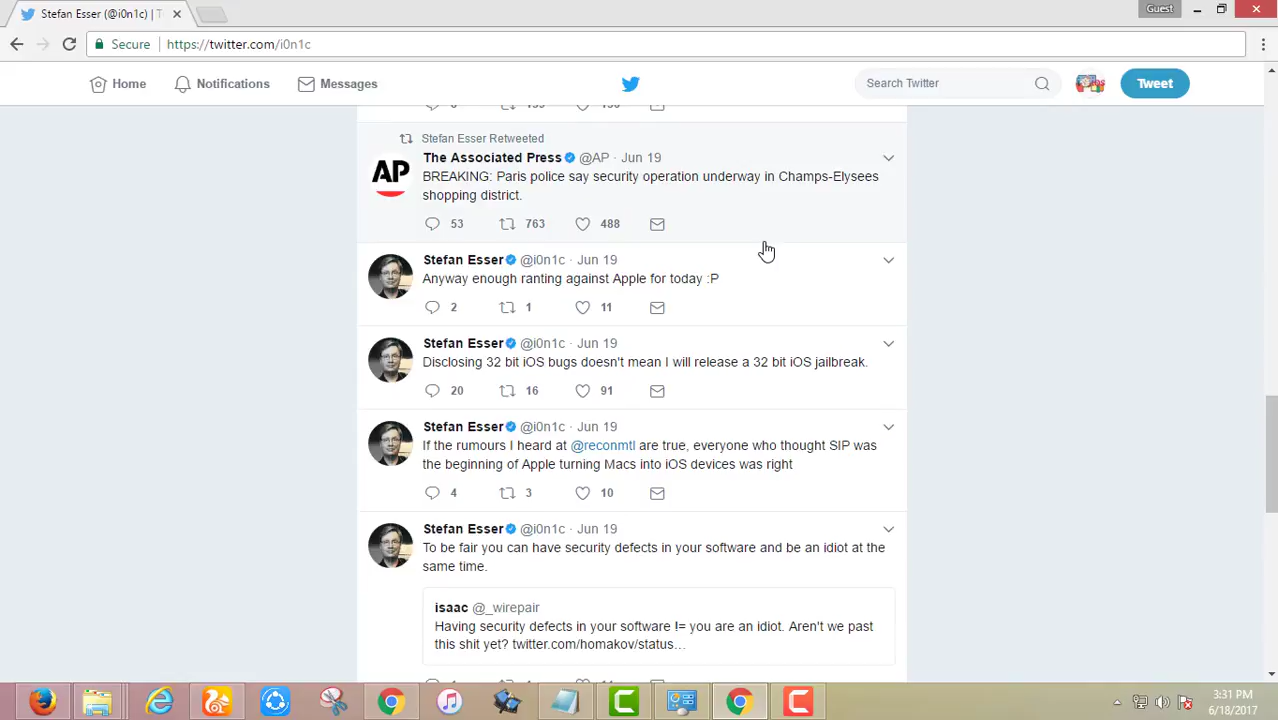 Stefan Esser (@i0n1c) | T
Guest
Secure https://twitter.com/i0n1c
Home Notifications Messages Search Twitter Tweet
Stefan Esser Retweeted
AP The Associated Press @AP · Jun 19
BREAKING: Paris police say security operation underway in Champs-Elysees
shopping district.
53 763 488
Stefan Esser @i0n1c · Jun 19
Anyway enough ranting against Apple for today :P
2 1 11
Stefan Esser @i0n1c · Jun 19
Disclosing 32 bit iOS bugs doesn't mean I will release a 32 bit iOS jailbreak.
20 16 91
Stefan Esser @i0n1c · Jun 19
If the rumours I heard at @reconmtl are true, everyone who thought SIP was
the beginning of Apple turning Macs into iOS devices was right
4 3 10
Stefan Esser @i0n1c · Jun 19
To be fair you can have security defects in your software and be an idiot at the
same time.
isaac @_wirepair
Having security defects in your software != you are an idiot. Aren't we past
this shit yet? twitter.com/homakov/status…
3:31 PM
6/18/2017